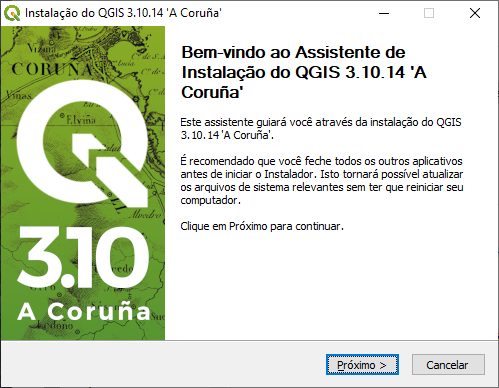 Instalação do QGIS 3.10.14 'A Coruña'
Bem-vindo ao Assistente de
Instalação do QGIS 3.10.14 'A
Coruña'
Este assistente guiará você através da instalação do QGIS
3.10.14 'A Coruña'.
É recomendado que você feche todos os outros aplicativos
antes de iniciar o Instalador. Isto tornará possível atualizar
os arquivos de sistema relevantes sem ter que reiniciar seu
computador.
Clique em Próximo para continuar.
CORUÑA
Elviña
3.10
A Coruña
Ledono
Próximo >
Cancelar